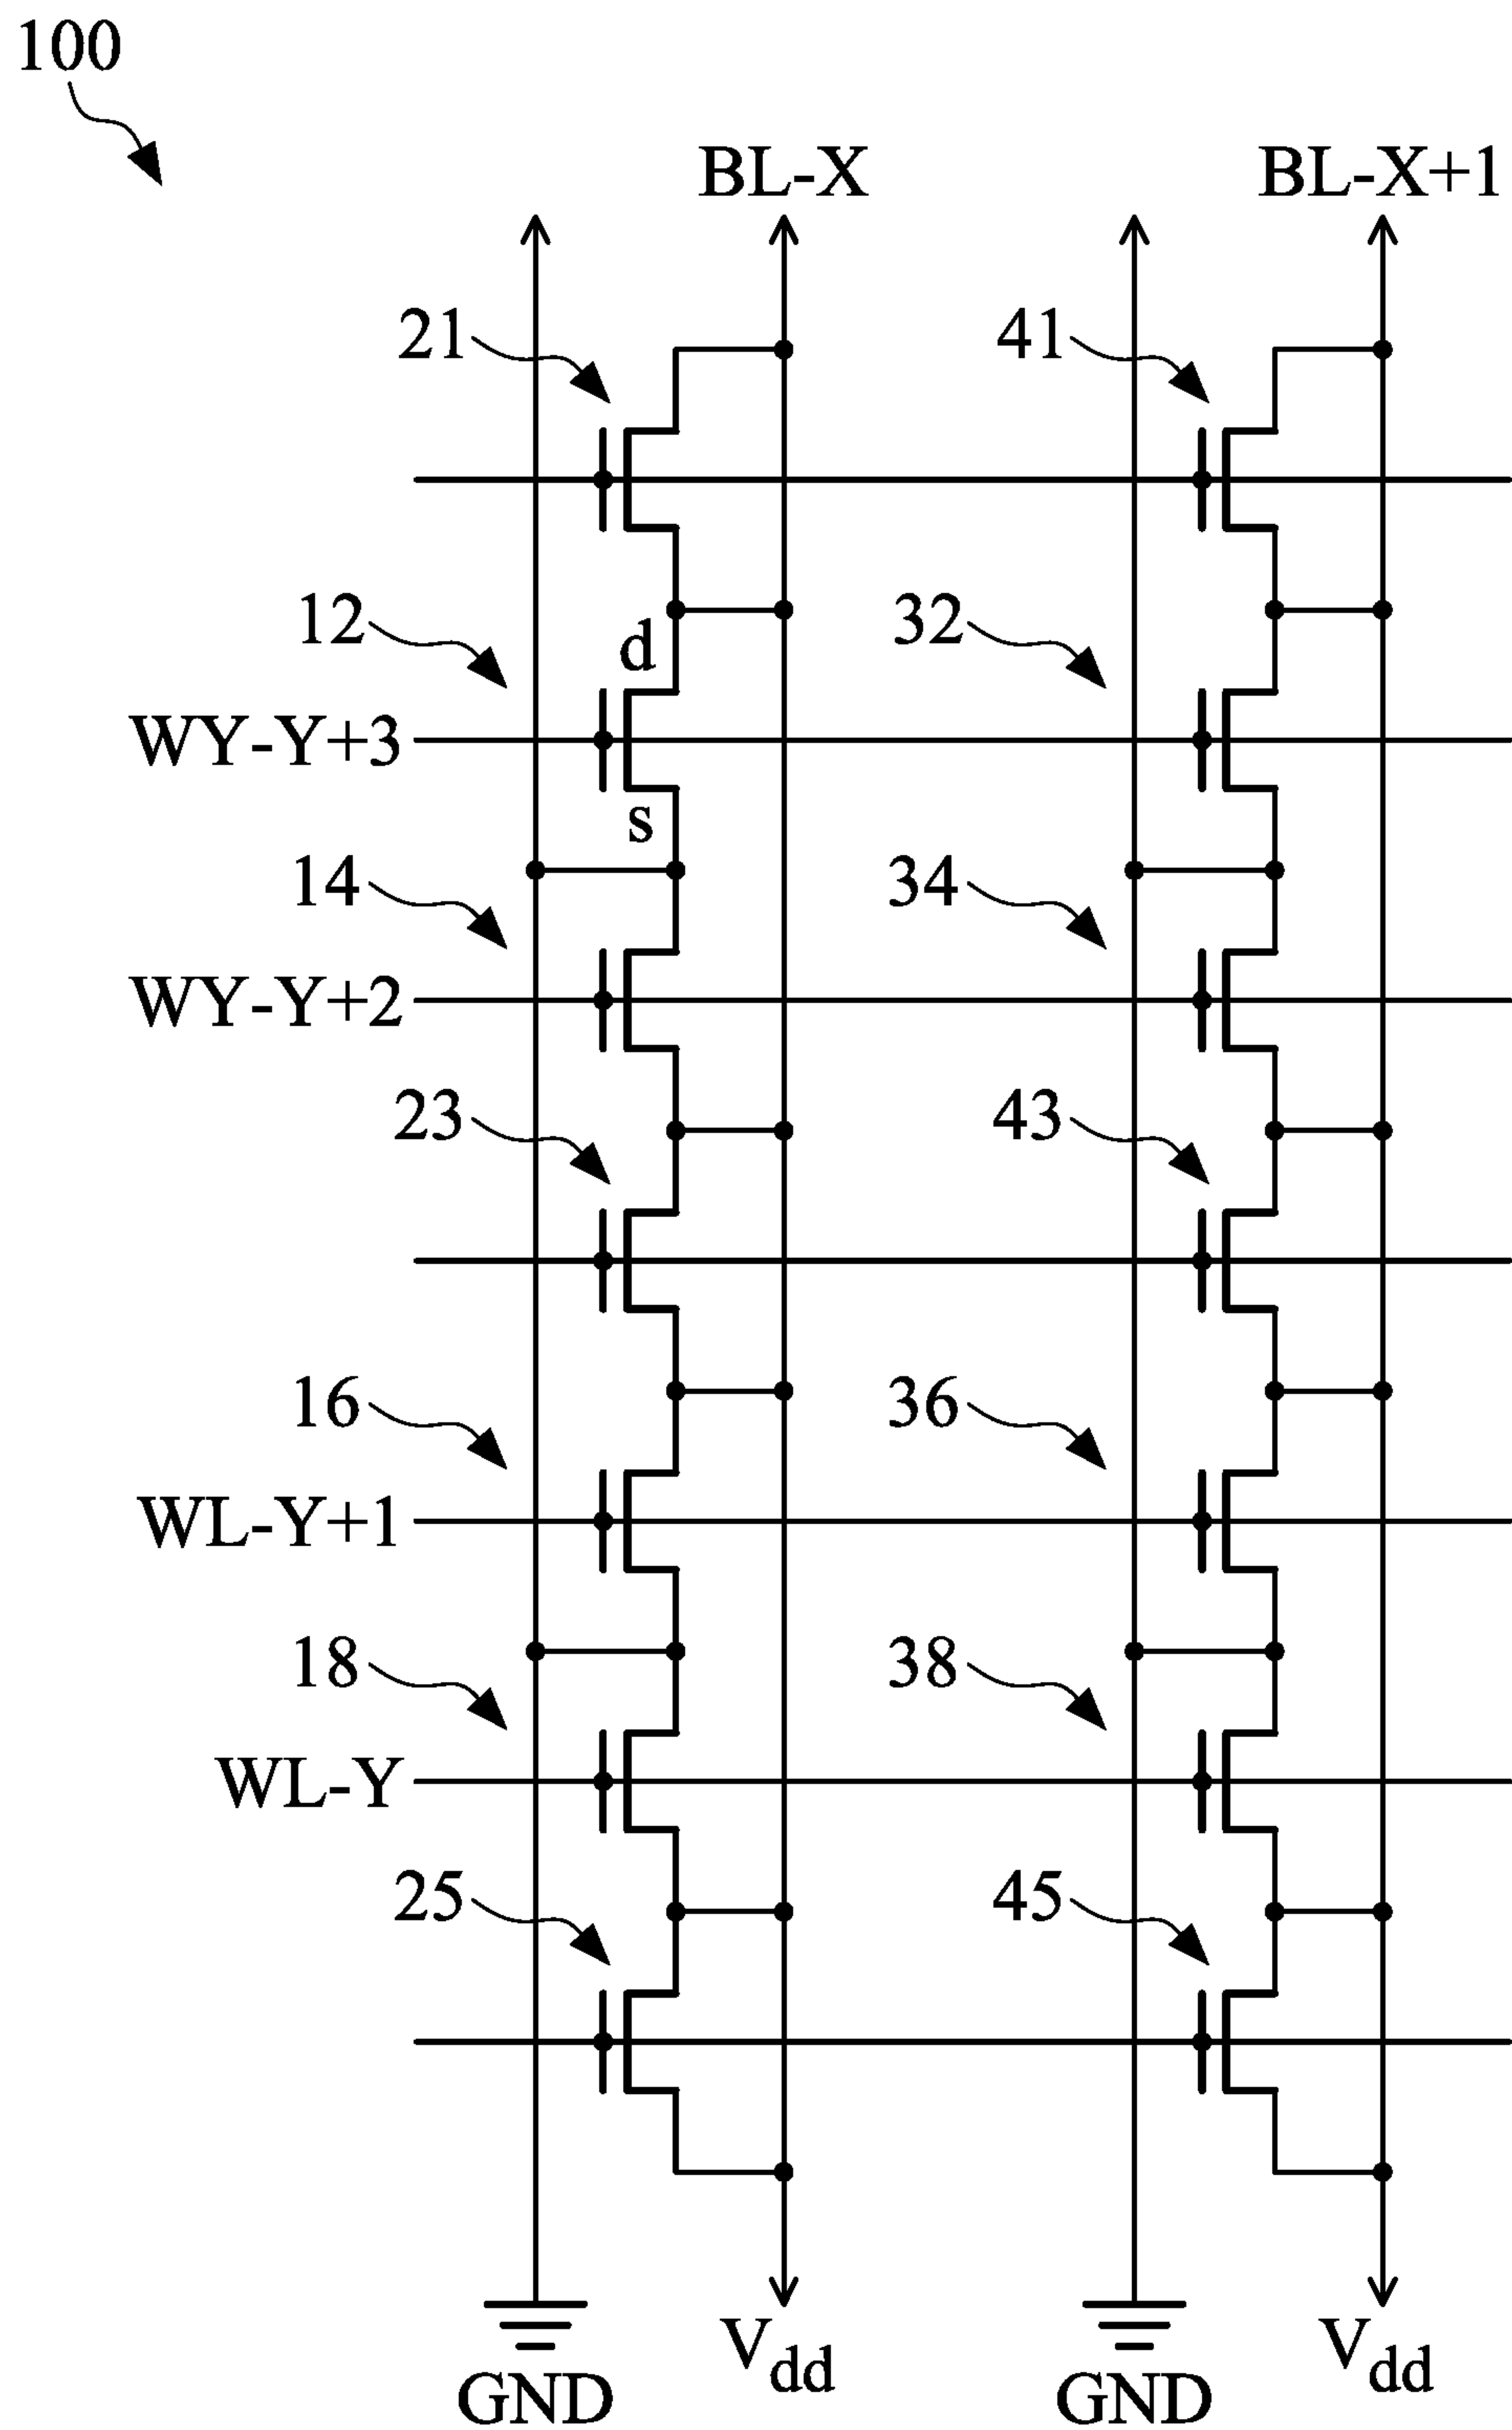 100
BL-X BL-X+1
21 41
12 d 32
WY-Y+3
s
14 34
WY-Y+2
23 43
16 36
WL-Y+1
18 38
WL-Y
25 45
Vdd Vdd
GND GND